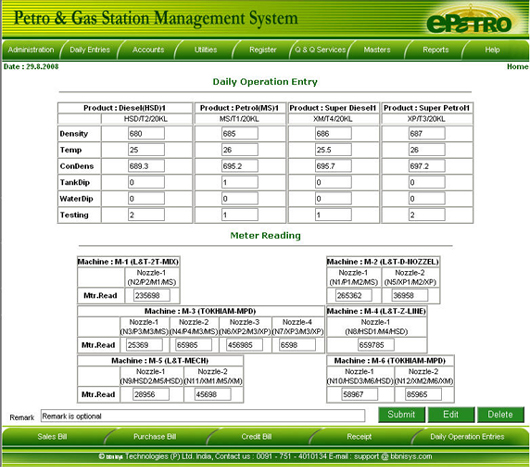 Petro & Gas Station Management System
ePETRO
Administration Daily Entries Accounts Utilities Register Q & Q Services Masters Reports Help
Date : 29.8.2008 Home
Daily Operation Entry
Product : Diesel(HSD)1 Product : Petrol(MS)1 Product : Super Diesel1 Product : Super Petrol1
HSD/T2/20KL MS/T1/20KL XM/T4/20KL XP/T3/20KL
Density 680 685 686 687
Temp 25 26 25.5 26
ConDens 689.3 695.2 695.7 697.2
TankDip 0 1 0 0
WaterDip 0 0 0 0
Testing 2 1 1 2
Meter Reading
Machine : M-1 (L&T-2T-MIX) Machine : M-2 (L&T-D-NOZZEL)
Nozzle-1 Nozzle-1 Nozzle-2
(N2/P2/M1/MS) (N1/P1/M2/MS) (N5/XP1/M2/XP)
Mtr.Read 235698 265362 36958
Machine : M-3 (TOKHIAM-MPD) Machine : M-4 (L&T-Z-LINE)
Nozzle-1 Nozzle-2 Nozzle-3 Nozzle-4 Nozzle-1
(N3/P3/M3/MS) (N4/P4/M3/MS) (N6/XP2/M3/XP) (N7/XP3/M3/XP) (N8/HSD1/M4/HSD)
Mtr.Read 25369 65985 456985 6598 659785
Machine : M-5 (L&T-MECH) Machine : M-6 (TOKHIAM-MPD)
Nozzle-1 Nozzle-2 Nozzle-1 Nozzle-2
(N9/HSD2/M5/HSD) (N11/XM1/M5/XM) (N10/HSD3/M6/HSD) (N12/XM2/M6/XM)
Mtr.Read 28956 45698 58967 85965
Remark Remark is optional Submit Edit Delete
Sales Bill Purchase Bill Credit Bill Receipt Daily Operation Entries
© Technologies (P) Ltd. India, Contact us : 0091 - 751 - 4010134 E-mail : support @ bbnisys.com